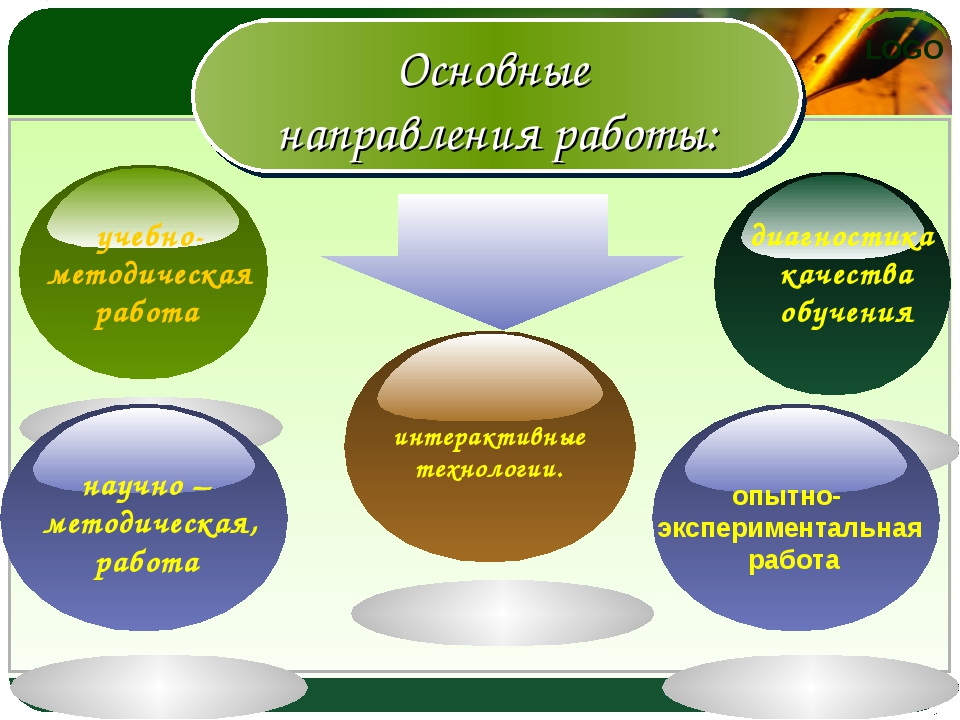 LOGO
Основные
направления работы:
учебно-
методическая
работа
диагностика
качества
обучения
интерактивные
технологии.
научно –
методическая,
работа
опытно-
экспериментальная
работа